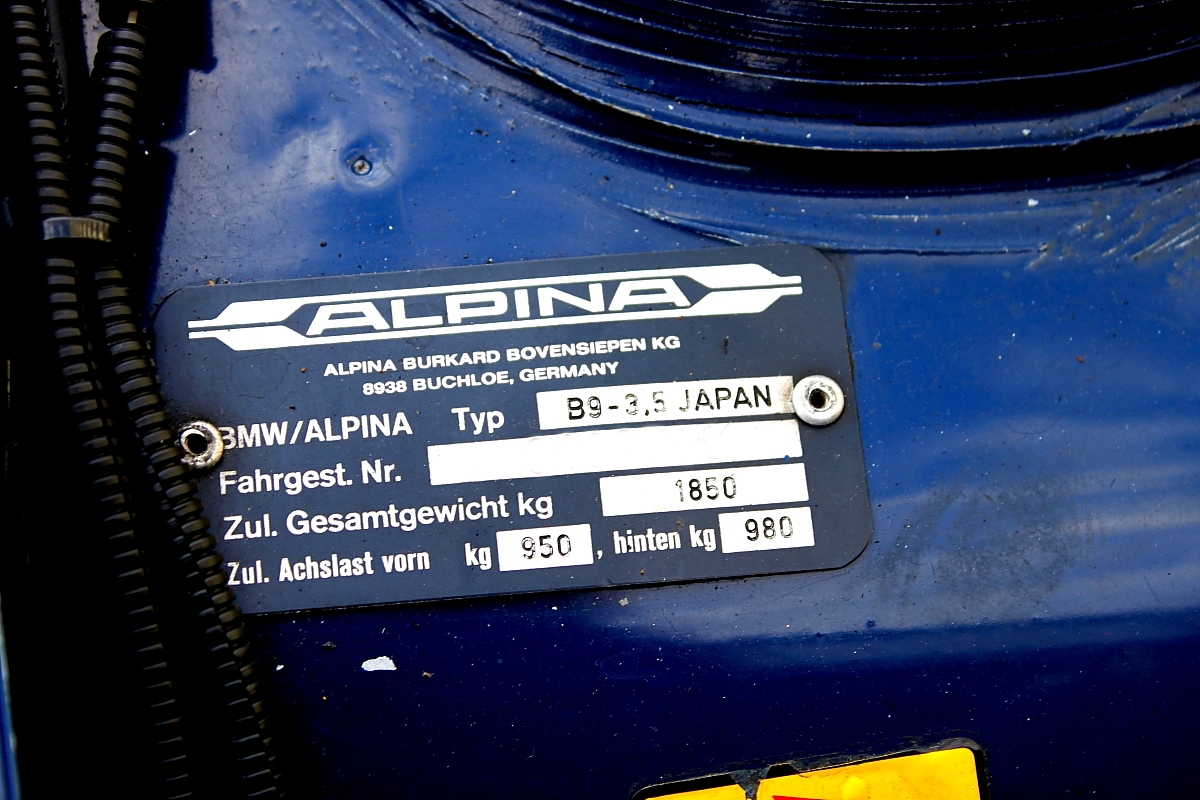 ALPINA
ALPINA BURKARD BOVENSIEPEN KG
8938 BUCHLOE, GERMANY
BMW/ALPINA Typ B9-3,5 JAPAN
Fahrgest. Nr.
Zul. Gesamtgewicht kg 1850
Zul. Achslast vorn kg 950, hinten kg 980